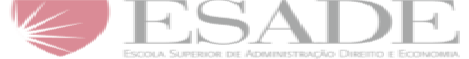 ESADE
Escola Superior de Administração Direito e Economia